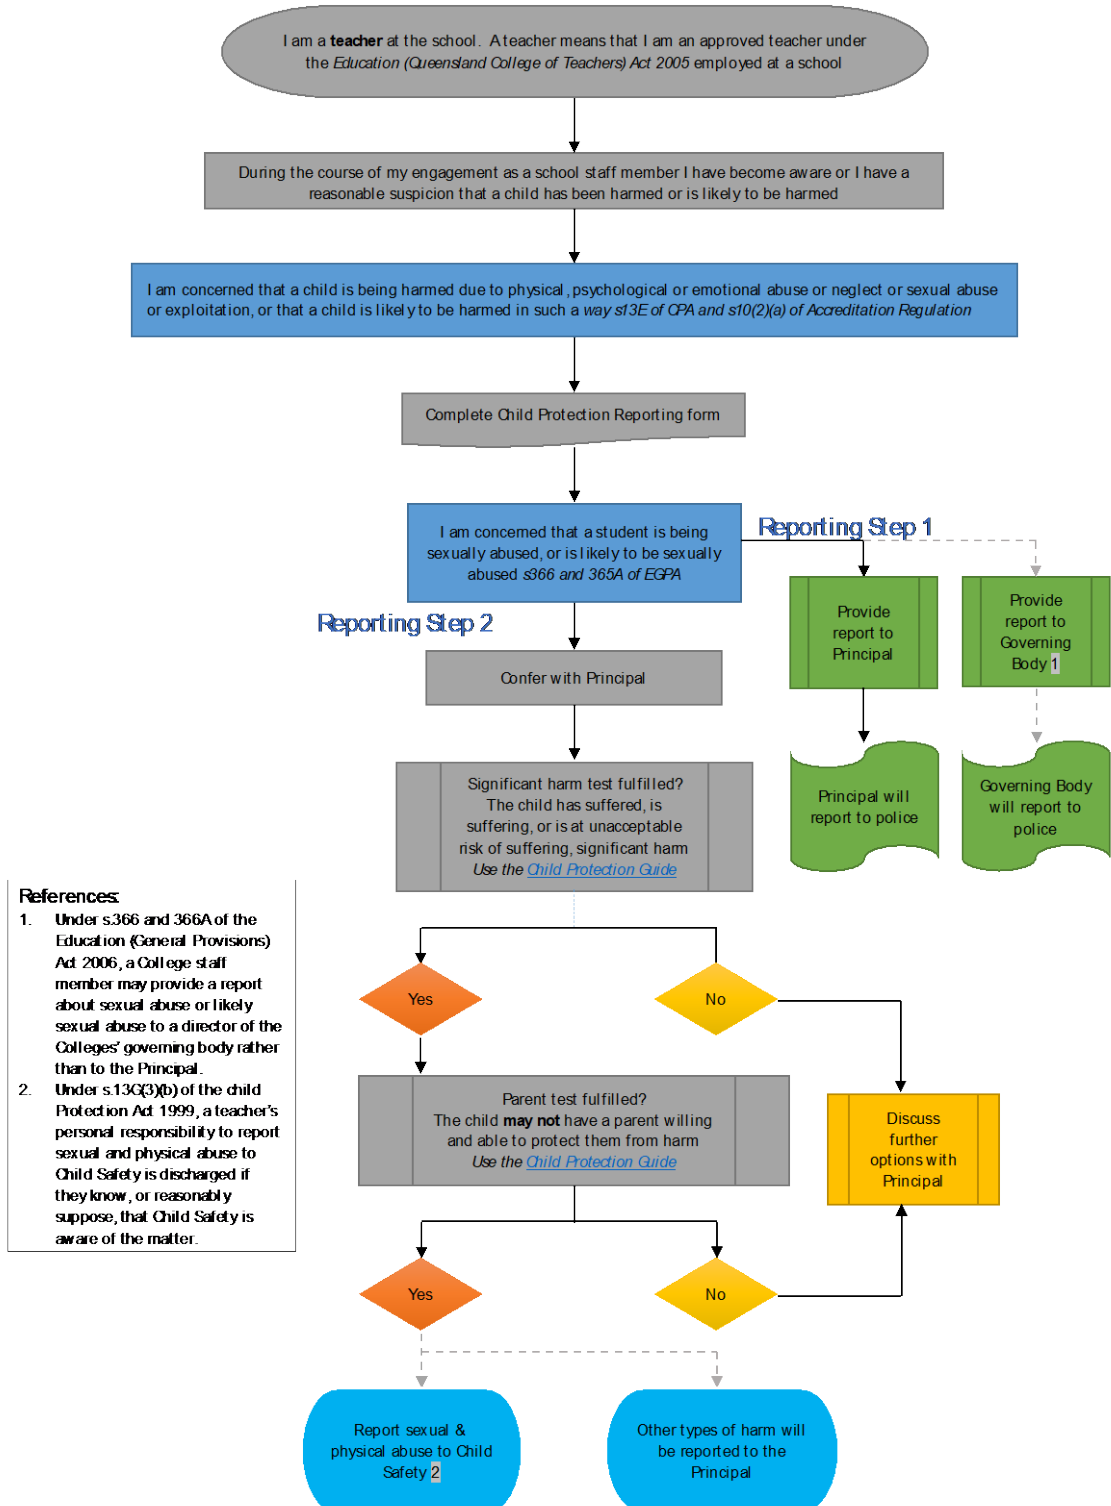 I am a teacher at the school. A teacher means that I am an approved teacher under
the Education (Queensland College of Teachers) Act 2005 employed at a school
During the course of my engagement as a school staff member I have become aware or I have a
reasonable suspicion that a child has been harmed or is likely to be harmed
I am concerned that a child is being harmed due to physical, psychological or emotional abuse or neglect or sexual abuse
or exploitation, or that a child is likely to be harmed in such a way s13E of CPA and s10(2)(a) of Accreditation Regulation
Complete Child Protection Reporting form
I am concerned that a student is being
sexually abused, or is likely to be sexually
abused s366 and 365A of EGPA
Reporting Step 1
Provide
report to
Principal
Provide
report to
Governing
Body 1
Reporting Step 2
Confer with Principal
Principal will
report to police
Governing Body
will report to
police
Significant harm test fulfilled?
The child has suffered, is
suffering, or is at unacceptable
risk of suffering, significant harm
Use the Child Protection Guide
References:
1. Under s.366 and 366A of the
Education (General Provisions)
Act 2006, a College staff
member may provide a report
about sexual abuse or likely
sexual abuse to a director of the
Colleges' governing body rather
than to the Principal.
2. Under s.13G(3)(b) of the child
Protection Act 1999, a teacher's
personal responsibility to report
sexual and physical abuse to
Child Safety is discharged if
they know, or reasonably
suppose, that Child Safety is
aware of the matter.
Yes
No
Parent test fulfilled?
The child may not have a parent willing
and able to protect them from harm
Use the Child Protection Guide
Discuss
further
options with
Principal
Yes
No
Report sexual &
physical abuse to Child
Safety 2
Other types of harm will
be reported to the
Principal